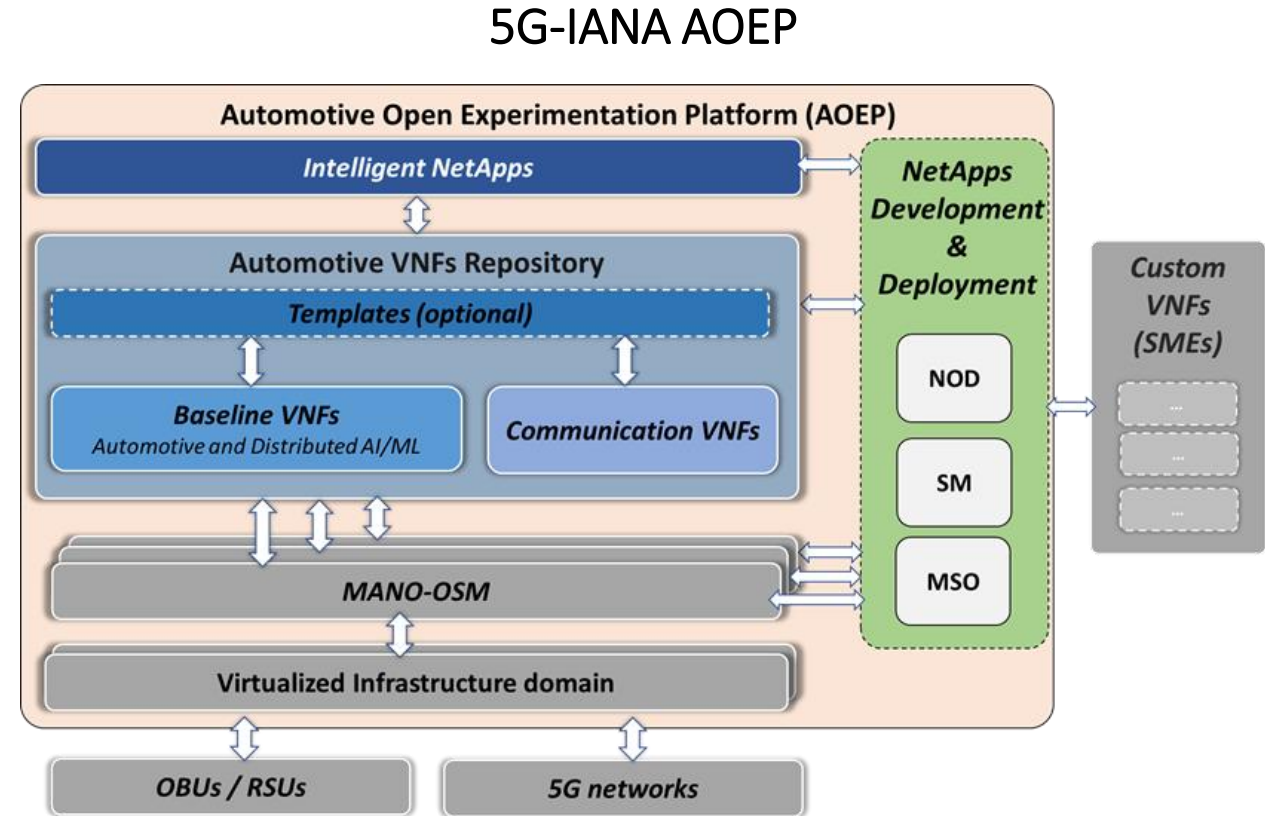 5G-IANA AOEP
Automotive Open Experimentation Platform (AOEP)
Intelligent NetApps
NetApps
Development
&
Deployment
Automotive VNFs Repository
Templates (optional)
Baseline VNFs
Automotive and Distributed AI/ML
Communication VNFs
NOD
SM
MSO
Custom
VNFs
(SMEs)
...
...
...
MANO-OSM
Virtualized Infrastructure domain
OBUs / RSUs
5G networks